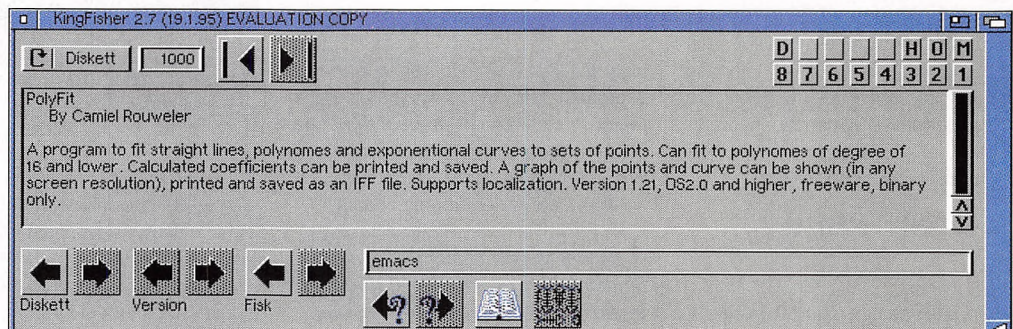 KingFisher 2.7 (19.1.95) EVALUATION COPY
Diskett 1000
D H O M
8 7 6 5 4 3 2 1
PolyFit
By Camiel Rouweler
A program to fit straight lines, polynomes and exponentional curves to sets of points. Can fit to polynomes of degree of
16 and lower. Calculated coefficients can be printed and saved. A graph of the points and curve can be shown (in any
screen resolution), printed and saved as an IFF file. Supports localization. Version 1.21, OS2.0 and higher, freeware, binary
only.
emacs
Diskett Version Fisk